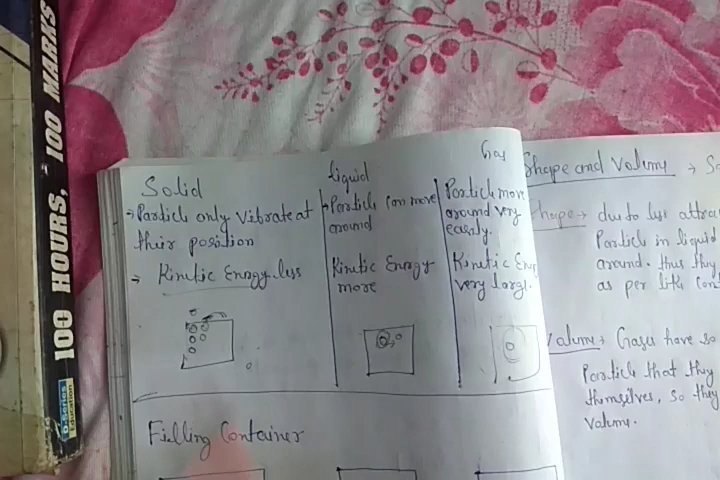 100 HOURS, 100 MARKS
D-Series
Education
Solid
→ Particle only Vibrate at
their position
→ Kinetic Energy less
liquid
→ Particle can move
around
Kinetic Energy
more
Gas
Particle move
around very
easily.
Kinetic Ene
very large.
Filling Container
Shape and Volume →
Shape → due to less attrac
Particle in liquid
around. thus they
as per
Volume → Gases have so
Particle that they
themselves, so they
Volume.